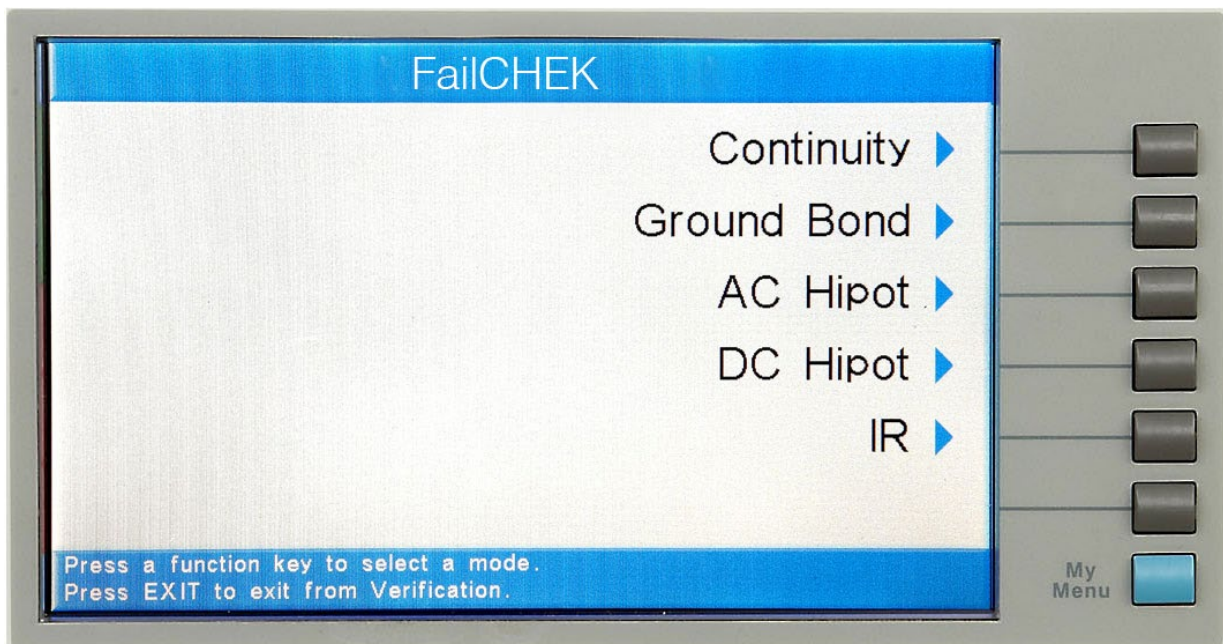 FailCHEK
Continuity
Ground Bond
AC Hipot
DC Hipot
IR
Press a function key to select a mode.
Press EXIT to exit from Verification.
My
Menu